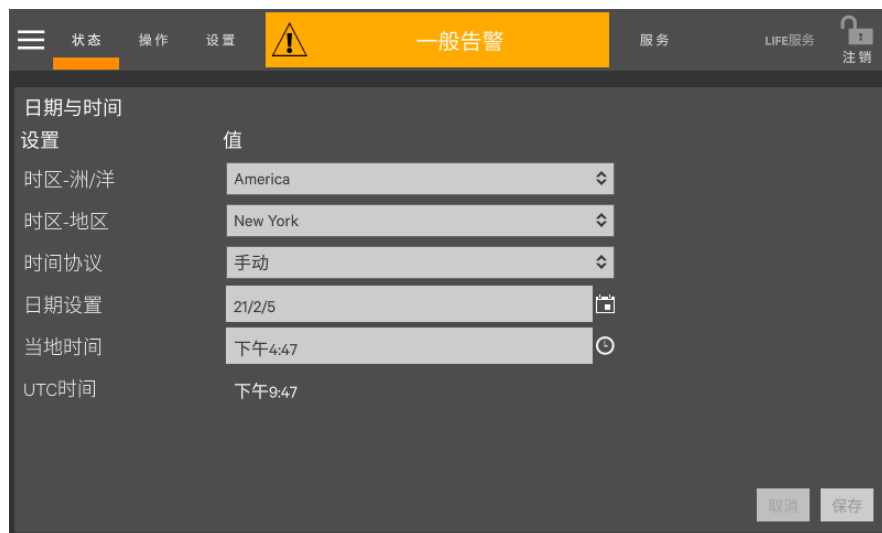 状态 操作 设置 一般告警 服务 LIFE服务 注销
日期与时间
设置 值
时区-洲/洋 America
时区-地区 New York
时间协议 手动
日期设置 21/2/5
当地时间 下午4:47
UTC时间 下午9:47
取消 保存